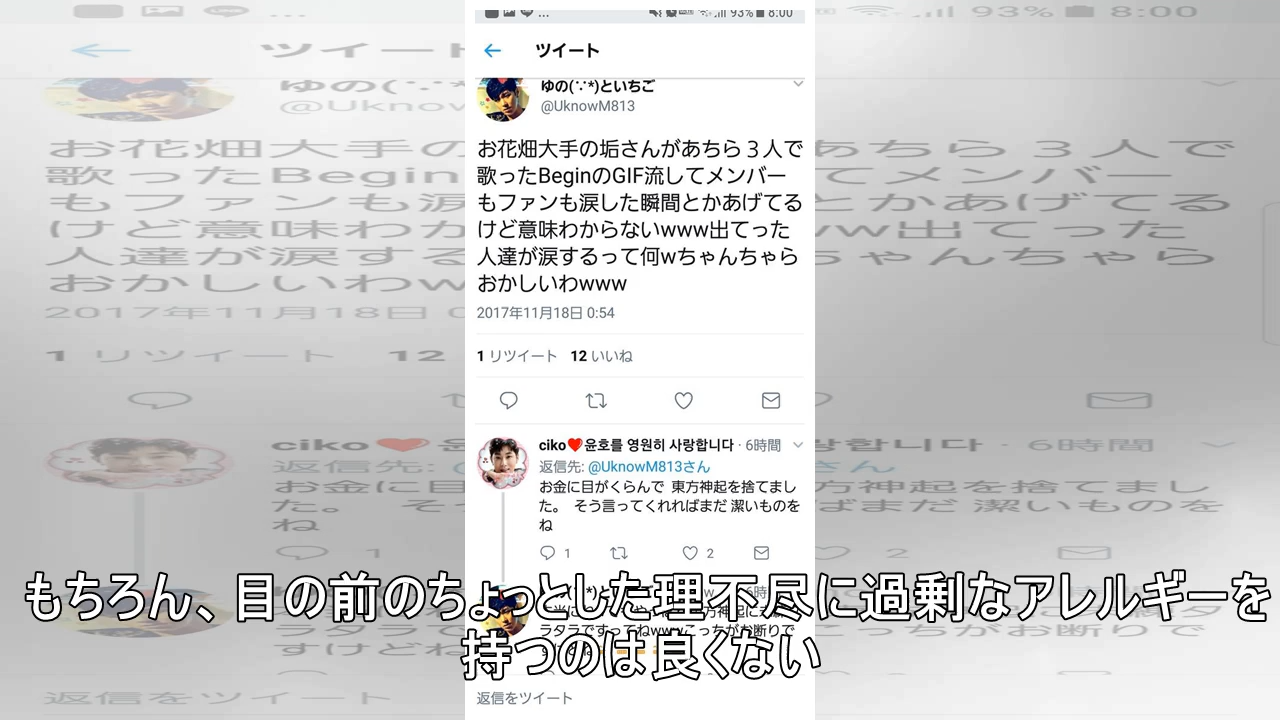 93% 8:00
ツイート
ゆの(∵*)といちご
@UknowM813
お花畑大手の垢さんがあちら３人で
歌ったBeginのGIF流してメンバー
もファンも涙した瞬間とかあげてる
けど意味わからないwww出てった
人達が涙するって何wちゃんちゃら
おかしいわwww
2017年11月18日 0:54
1 リツイート 12 いいね
ciko❤️윤호를 영원히 사랑합니다 · 6時間
返信先: @UknowM813さん
お金に目がくらんで 東方神起を捨てまし
た。 そう言ってくれればまだ 潔いものを
ね
1 2
もちろん、目の前のちょっとした理不尽に過剰なアレルギーを
持つのは良くない
返信をツイート